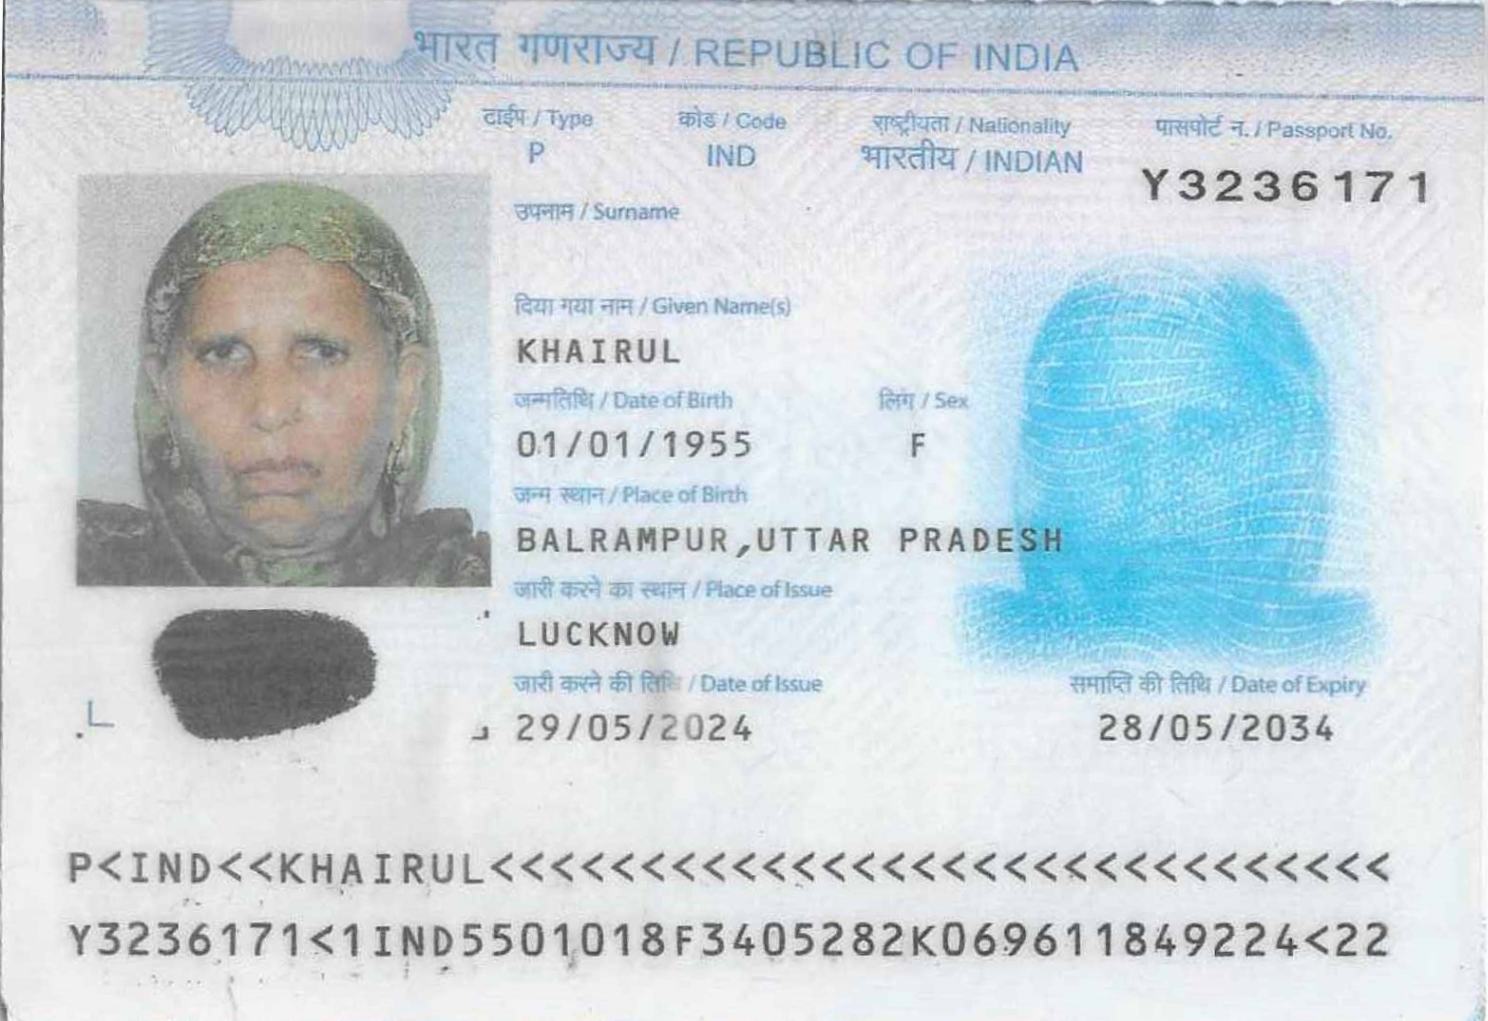 भारत गणराज्य / REPUBLIC OF INDIA
टाईप / Type कोड / Code राष्ट्रीयता / Nationality पासपोर्ट न. / Passport No.
P IND भारतीय / INDIAN Y3236171
उपनाम / Surname
दिया गया नाम / Given Name(s)
KHAIRUL
जन्मतिथि / Date of Birth लिंग / Sex
01/01/1955 F
जन्म स्थान / Place of Birth
BALRAMPUR,UTTAR PRADESH
जारी करने का स्थान / Place of Issue
LUCKNOW
जारी करने की तिथि / Date of Issue समाप्ति की तिथि / Date of Expiry
29/05/2024 28/05/2034
P<IND<<KHAIRUL<<<<<<<<<<<<<<<<<<<<<<<<<<<<<<
Y3236171<1IND5501018F3405282K069611849224<22